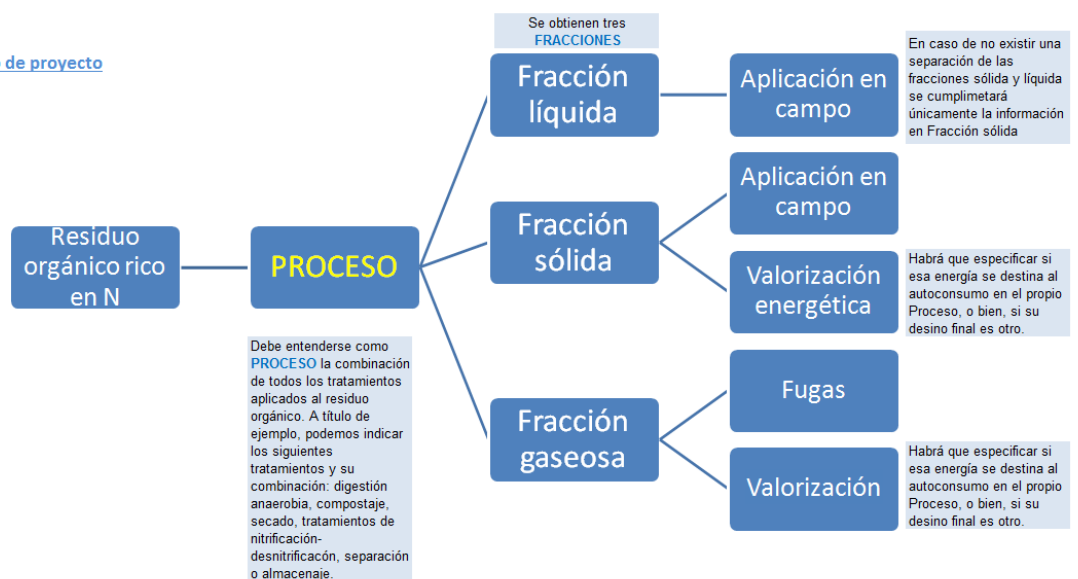 de proyecto
Se obtienen tres
FRACCIONES
Fracción
líquida
Aplicación en
campo
En caso de no existir una
separación de las
fracciones sólida y líquida
se cumplimetará
únicamente la información
en Fracción sólida
Residuo
orgánico rico
en N
PROCESO
Debe entenderse como
PROCESO la combinación
de todos los tratamientos
aplicados al residuo
orgánico. A título de
ejemplo, podemos indicar
los siguientes
tratamientos y su
combinación: digestión
anaerobia, compostaje,
secado, tratamientos de
nitrificación-
desnitrificacón, separación
o almacenaje.
Fracción
sólida
Aplicación en
campo
Valorización
energética
Habrá que especificar si
esa energía se destina al
autoconsumo en el propio
Proceso, o bien, si su
desino final es otro.
Fracción
gaseosa
Fugas
Valorización
Habrá que especificar si
esa energía se destina al
autoconsumo en el propio
Proceso, o bien, si su
desino final es otro.